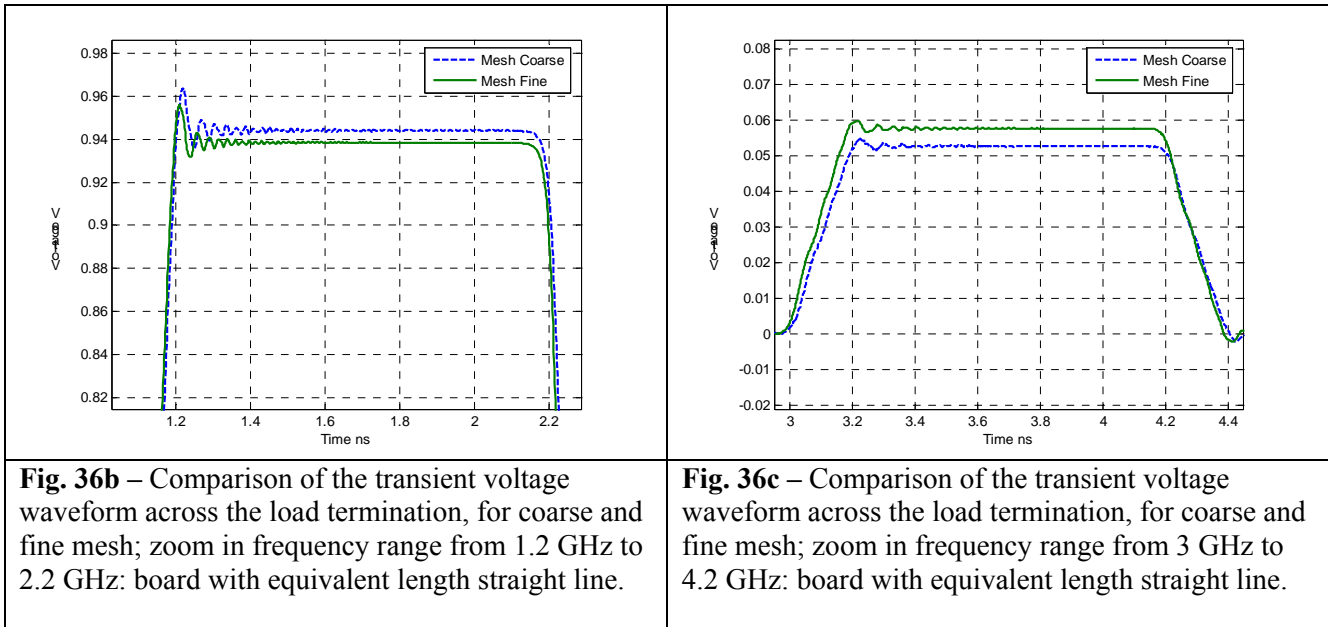 0.98
0.96
0.94
0.92
0.9
0.88
0.86
0.84
0.82
1.2 1.4 1.6 1.8 2 2.2
Time ns
Mesh Coarse
Mesh Fine
0.08
0.07
0.06
0.05
0.04
0.03
0.02
0.01
0
-0.01
-0.02
3 3.2 3.4 3.6 3.8 4 4.2 4.4
Time ns
Mesh Coarse
Mesh Fine
Fig. 36b – Comparison of the transient voltage
waveform across the load termination, for coarse and
fine mesh; zoom in frequency range from 1.2 GHz to
2.2 GHz: board with equivalent length straight line.
Fig. 36c – Comparison of the transient voltage
waveform across the load termination, for coarse and
fine mesh; zoom in frequency range from 3 GHz to
4.2 GHz: board with equivalent length straight line.